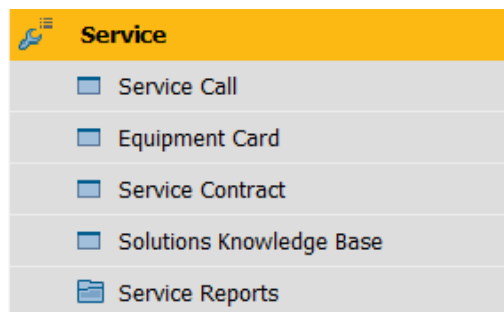 Service
Service Call
Equipment Card
Service Contract
Solutions Knowledge Base
Service Reports